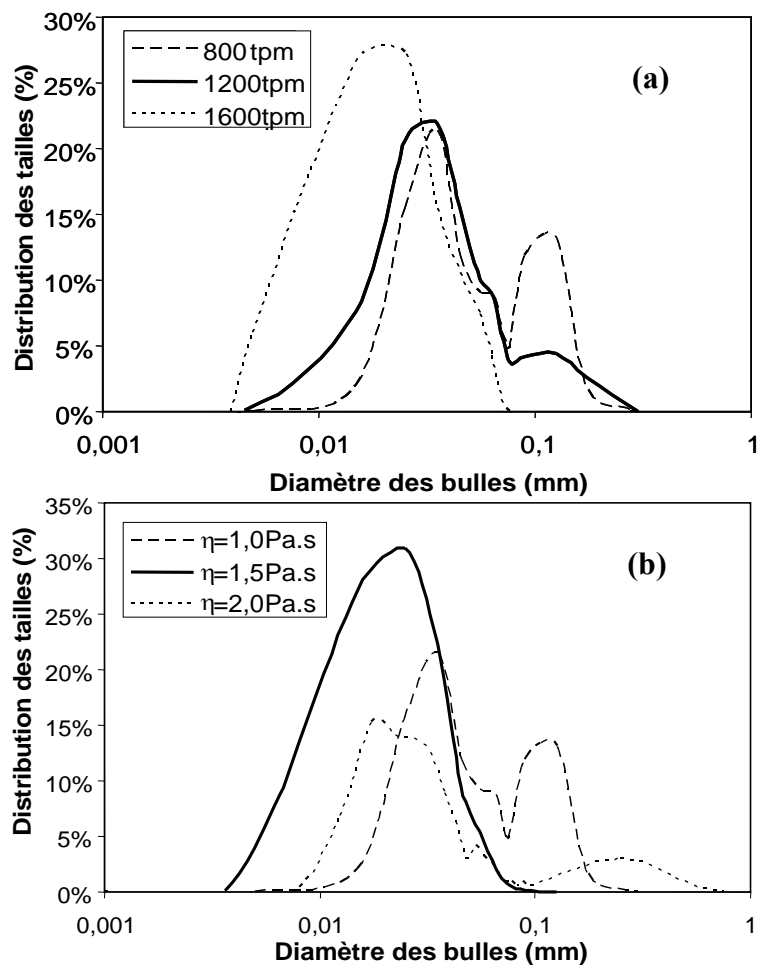 30%
25%
20%
15%
10%
5%
0%
Distribution des tailles (%)
800tpm
1200tpm
1600tpm
(a)
0,001
0,01
0,1
1
Diamètre des bulles (mm)
35%
30%
25%
20%
15%
10%
5%
0%
Distribution des tailles (%)
η=1,0Pa.s
η=1,5Pa.s
η=2,0Pa.s
(b)
0,001
0,01
0,1
1
Diamètre des bulles (mm)